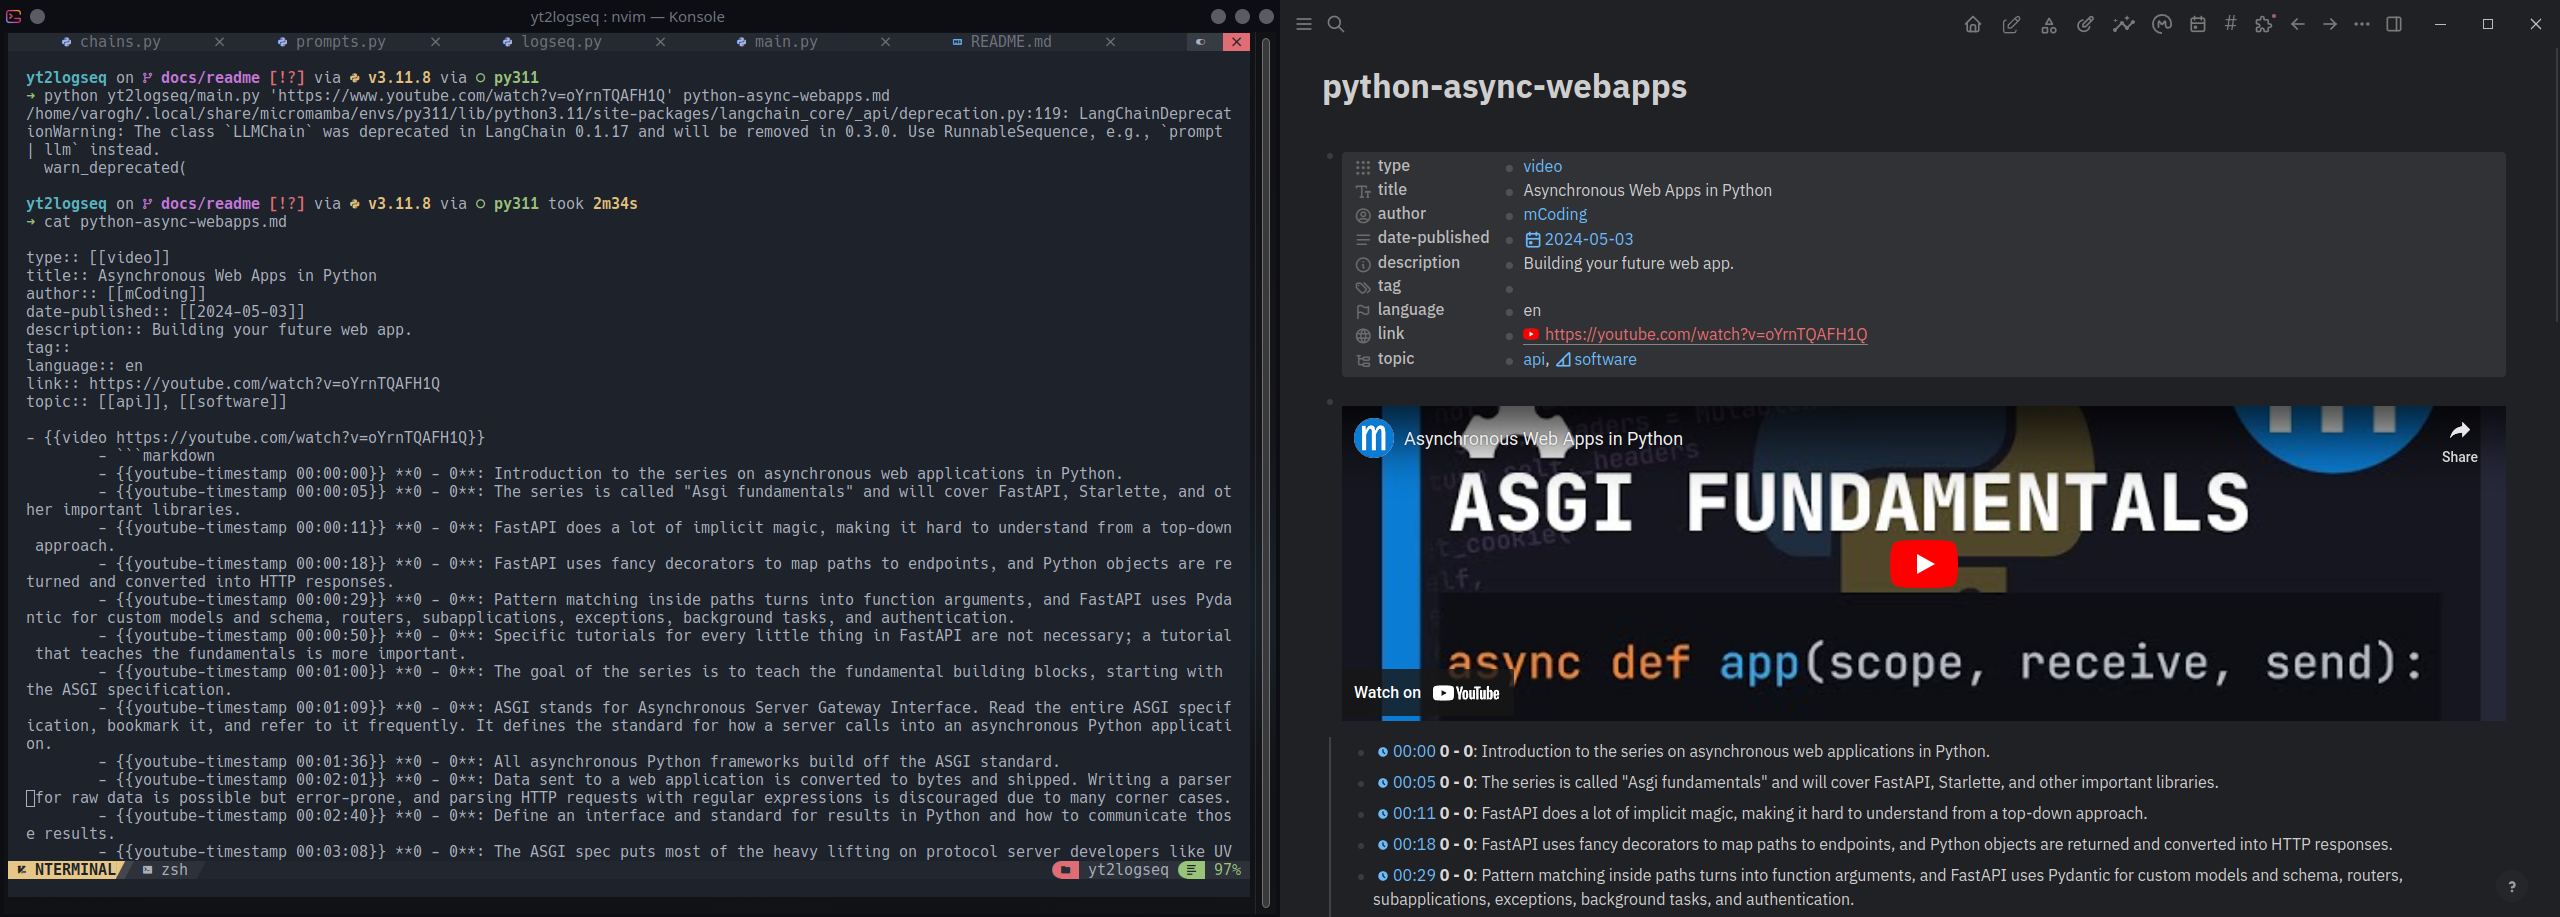 yt2logseq : nvim — Konsole
chains.py
prompts.py
logseq.py
main.py
README.md
yt2logseq on docs/readme [!?] via v3.11.8 via py311
➜ python yt2logseq/main.py 'https://www.youtube.com/watch?v=oYrnTQAFH1Q' python-async-webapps.md
/home/varogh/.local/share/micromamba/envs/py311/lib/python3.11/site-packages/langchain_core/_api/deprecation.py:119: LangChainDeprecat
ionWarning: The class `LLMChain` was deprecated in LangChain 0.1.17 and will be removed in 0.3.0. Use RunnableSequence, e.g., `prompt
| llm` instead.
warn_deprecated(
yt2logseq on docs/readme [!?] via v3.11.8 via py311 took 2m34s
➜ cat python-async-webapps.md
type:: [[video]]
title:: Asynchronous Web Apps in Python
author:: [[mCoding]]
date-published:: [[2024-05-03]]
description:: Building your future web app.
tag::
language:: en
link:: https://youtube.com/watch?v=oYrnTQAFH1Q
topic:: [[api]], [[software]]
- {{video https://youtube.com/watch?v=oYrnTQAFH1Q}}
- ```markdown
- {{youtube-timestamp 00:00:00}} **0 - 0**: Introduction to the series on asynchronous web applications in Python.
- {{youtube-timestamp 00:00:05}} **0 - 0**: The series is called "Asgi fundamentals" and will cover FastAPI, Starlette, and ot
her important libraries.
- {{youtube-timestamp 00:00:11}} **0 - 0**: FastAPI does a lot of implicit magic, making it hard to understand from a top-down
approach.
- {{youtube-timestamp 00:00:18}} **0 - 0**: FastAPI uses fancy decorators to map paths to endpoints, and Python objects are re
turned and converted into HTTP responses.
- {{youtube-timestamp 00:00:29}} **0 - 0**: Pattern matching inside paths turns into function arguments, and FastAPI uses Pyda
ntic for custom models and schema, routers, subapplications, exceptions, background tasks, and authentication.
- {{youtube-timestamp 00:00:50}} **0 - 0**: Specific tutorials for every little thing in FastAPI are not necessary; a tutorial
that teaches the fundamentals is more important.
- {{youtube-timestamp 00:01:00}} **0 - 0**: The goal of the series is to teach the fundamental building blocks, starting with
the ASGI specification.
- {{youtube-timestamp 00:01:09}} **0 - 0**: ASGI stands for Asynchronous Server Gateway Interface. Read the entire ASGI specif
ication, bookmark it, and refer to it frequently. It defines the standard for how a server calls into an asynchronous Python applicati
on.
- {{youtube-timestamp 00:01:36}} **0 - 0**: All asynchronous Python frameworks build off the ASGI standard.
- {{youtube-timestamp 00:02:01}} **0 - 0**: Data sent to a web application is converted to bytes and shipped. Writing a parser
for raw data is possible but error-prone, and parsing HTTP requests with regular expressions is discouraged due to many corner cases.
- {{youtube-timestamp 00:02:40}} **0 - 0**: Define an interface and standard for results in Python and how to communicate thos
e results.
- {{youtube-timestamp 00:03:08}} **0 - 0**: The ASGI spec puts most of the heavy lifting on protocol server developers like UV
NTERMINAL zsh yt2logseq 97%
python-async-webapps
type video
title Asynchronous Web Apps in Python
author mCoding
date-published 2024-05-03
description Building your future web app.
tag
language en
link https://youtube.com/watch?v=oYrnTQAFH1Q
topic api, software
m Asynchronous Web Apps in Python
Share
ASGI FUNDAMENTALS
async def app(scope, receive, send):
Watch on YouTube
00:00 0 - 0: Introduction to the series on asynchronous web applications in Python.
00:05 0 - 0: The series is called "Asgi fundamentals" and will cover FastAPI, Starlette, and other important libraries.
00:11 0 - 0: FastAPI does a lot of implicit magic, making it hard to understand from a top-down approach.
00:18 0 - 0: FastAPI uses fancy decorators to map paths to endpoints, and Python objects are returned and converted into HTTP responses.
00:29 0 - 0: Pattern matching inside paths turns into function arguments, and FastAPI uses Pydantic for custom models and schema, routers,
subapplications, exceptions, background tasks, and authentication.
?